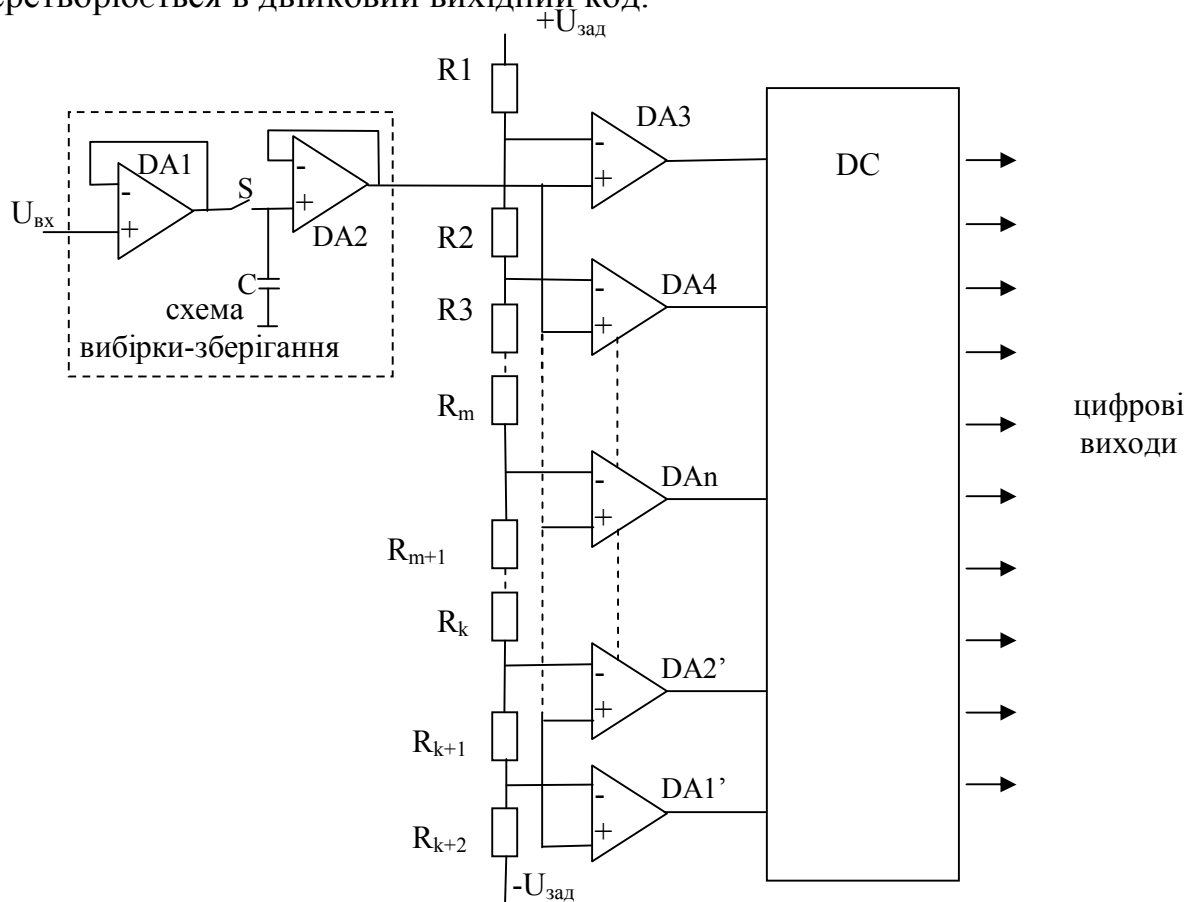 еретворюється в двійковий вихідний код.
+Uзад
R1
DA3
DA1
DA2
S
Uвх
C
схема
вибірки-зберігання
-
+
-
+
-
+
DC
R2
DA4
-
+
R3
Rm
цифрові
виходи
DAn
-
+
Rm+1
Rk
DA2’
-
+
Rk+1
DA1’
-
+
Rk+2
-Uзад